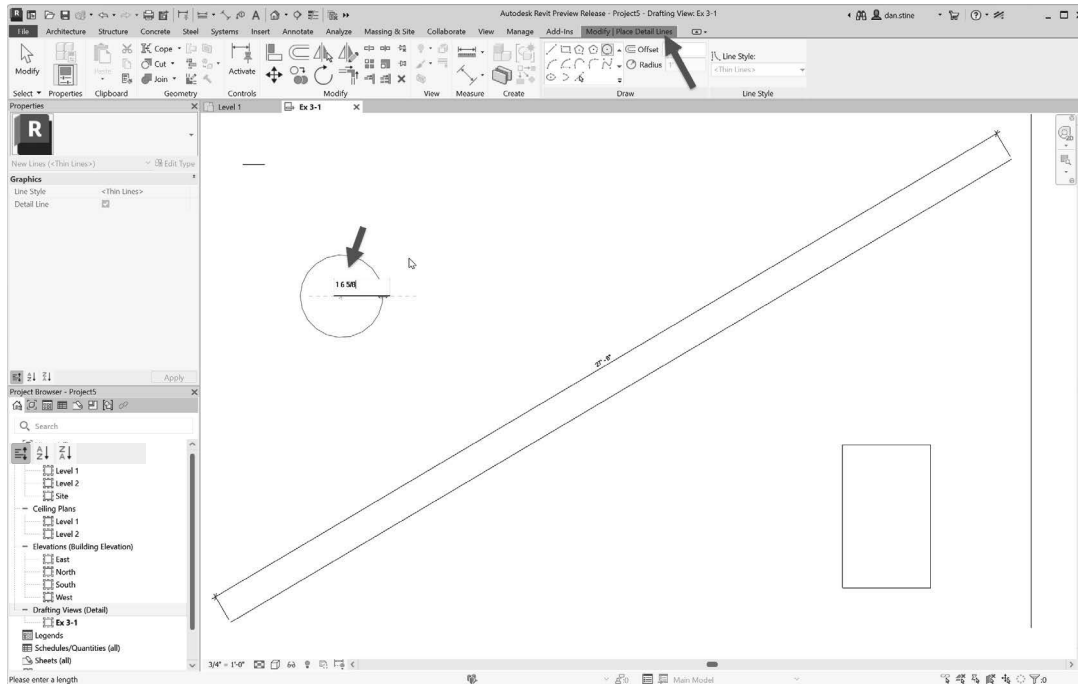 Autodesk Revit Preview Release - Project5 - Drafting View: Ex 3-1
dan.stine
File Architecture Structure Concrete Steel Systems Insert Annotate Analyze Massing & Site Collaborate View Manage Add-Ins Modify | Place Detail Lines
Modify
Paste
Cope
Cut
Join
Activate
Offset
Radius
Line Style:
<Thin Lines>
Select Properties Clipboard Geometry Controls Modify View Measure Create Draw Line Style
Properties
Level 1
Ex 3-1
R
New Lines (<Thin Lines>)
Edit Type
Graphics
Line Style <Thin Lines>
Detail Line
1 6 5/8
27' - 8"
2D
Apply
Project Browser - Project5
Search
Level 1
Level 2
Site
Ceiling Plans
Level 1
Level 2
Elevations (Building Elevation)
East
North
South
West
Drafting Views (Detail)
Ex 3-1
Legends
Schedules/Quantities (all)
Sheets (all)
3/4" = 1'-0"
Please enter a length
:0
Main Model
:0